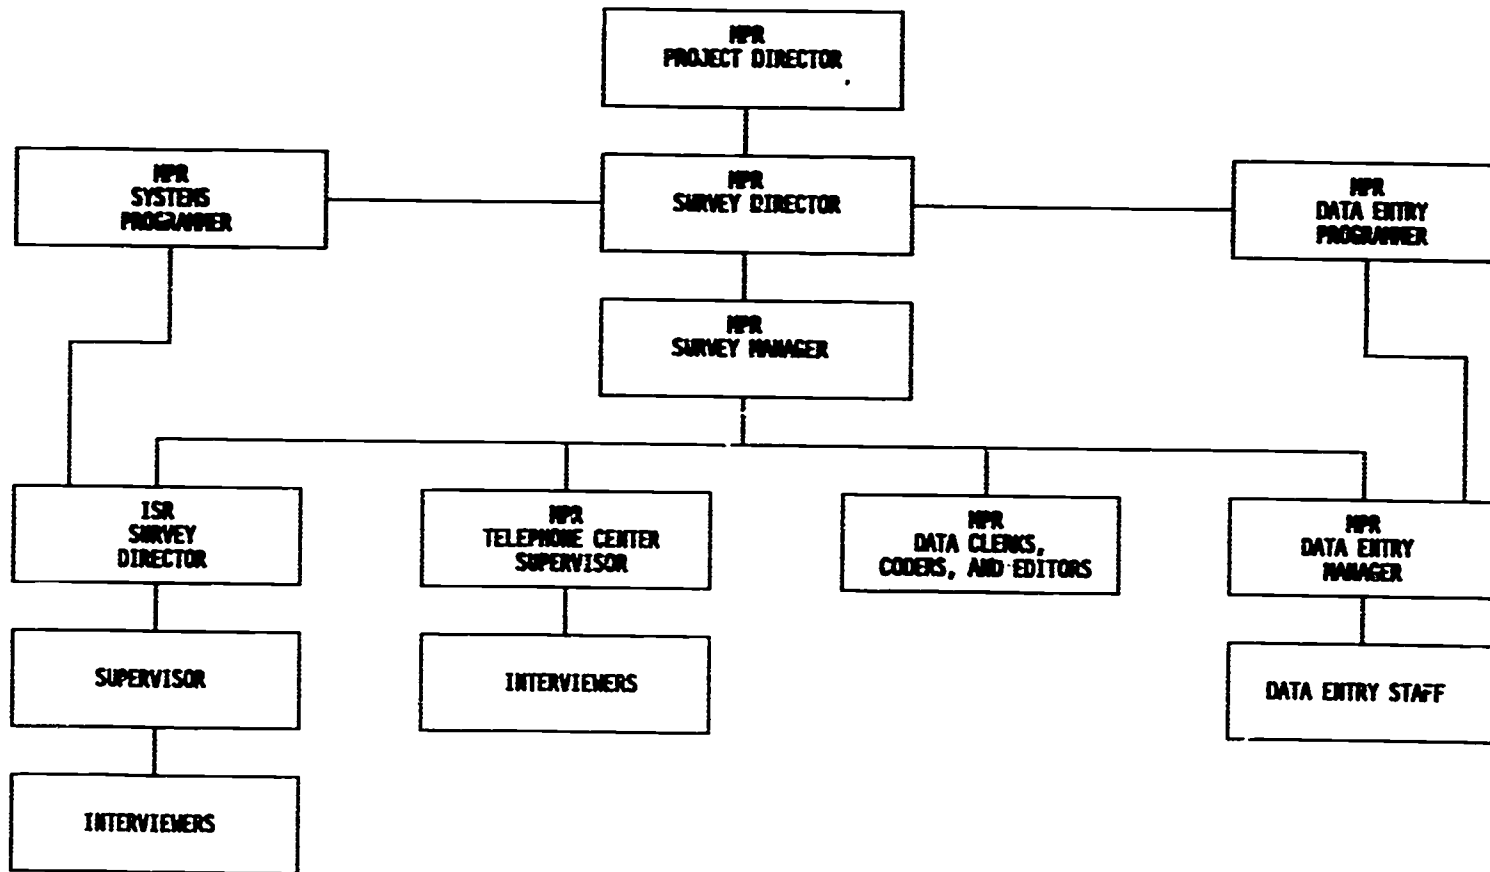 MPR
PROJECT DIRECTOR
MPR
SYSTEMS
PROGRAMMER
MPR
SURVEY DIRECTOR
MPR
DATA ENTRY
PROGRAMMER
MPR
SURVEY MANAGER
ISR
SURVEY
DIRECTOR
MPR
TELEPHONE CENTER
SUPERVISOR
MPR
DATA CLERKS,
CODERS, AND EDITORS
MPR
DATA ENTRY
MANAGER
SUPERVISOR
INTERVIEWERS
DATA ENTRY STAFF
INTERVIEWERS